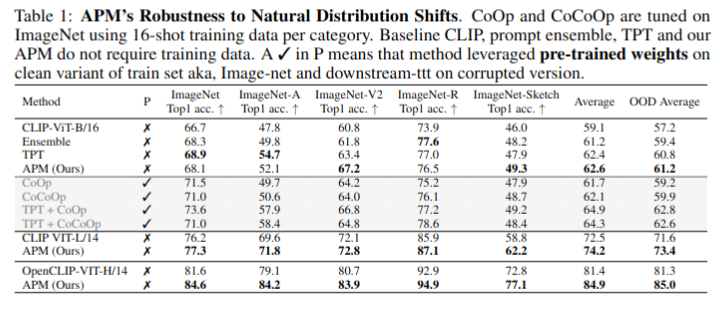 Table 1: APM's Robustness to Natural Distribution Shifts. CoOp and CoCoOp are tuned on
ImageNet using 16-shot training data per category. Baseline CLIP, prompt ensemble, TPT and our
APM do not require training data. A ✓ in P means that method leveraged pre-trained weights on
clean variant of train set aka, Image-net and downstream-ttt on corrupted version.
Method P ImageNet Top1 acc. ↑ ImageNet-A Top1 acc. ↑ ImageNet-V2 Top1 acc. ↑ ImageNet-R Top1 acc. ↑ ImageNet-Sketch Top1 acc. ↑ Average OOD Average
CLIP-ViT-B/16 ✗ 66.7 47.8 60.8 73.9 46.0 59.1 57.2
Ensemble ✗ 68.3 49.8 61.8 77.6 48.2 61.2 59.4
TPT ✗ 68.9 54.7 63.4 77.0 47.9 62.4 60.8
APM (Ours) ✗ 68.1 52.1 67.2 76.5 49.3 62.6 61.2
CoOp ✓ 71.5 49.7 64.2 75.2 47.9 61.7 59.2
CoCoOp ✓ 71.0 50.6 64.0 76.1 48.7 62.1 59.9
TPT + CoOp ✓ 73.6 57.9 66.8 77.2 49.2 64.9 62.8
TPT + CoCoOp ✓ 71.0 58.4 64.8 78.6 48.4 64.3 62.6
CLIP VIT-L/14 ✗ 76.2 69.6 72.1 85.9 58.8 72.5 71.6
APM (Ours) ✗ 77.3 71.8 72.8 87.1 62.2 74.2 73.4
OpenCLIP-VIT-H/14 ✗ 81.6 79.1 80.7 92.9 72.8 81.4 81.3
APM (Ours) ✗ 84.6 84.2 83.9 94.9 77.1 84.9 85.0